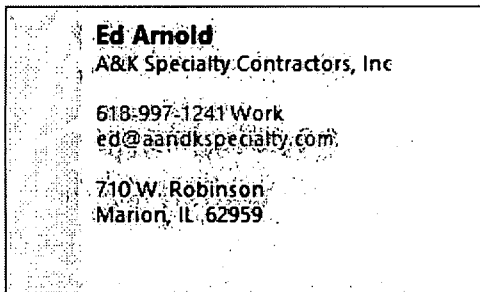 Ed Arnold
A&K Specialty Contractors, Inc
618-997-1241 Work
ed@aandkspecialty.com
710 W. Robinson
Marion, IL 62959